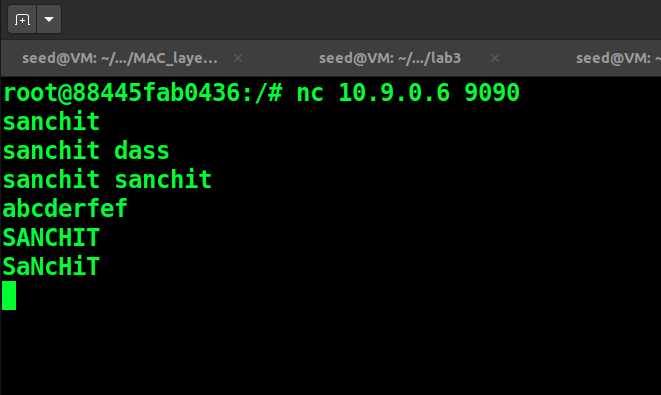 seed@VM: ~/.../MAC_laye... × seed@VM: ~/.../lab3 × seed@VM: ~
root@88445fab0436:/# nc 10.9.0.6 9090
sanchit
sanchit dass
sanchit sanchit
abcderfef
SANCHIT
SaNcHiT